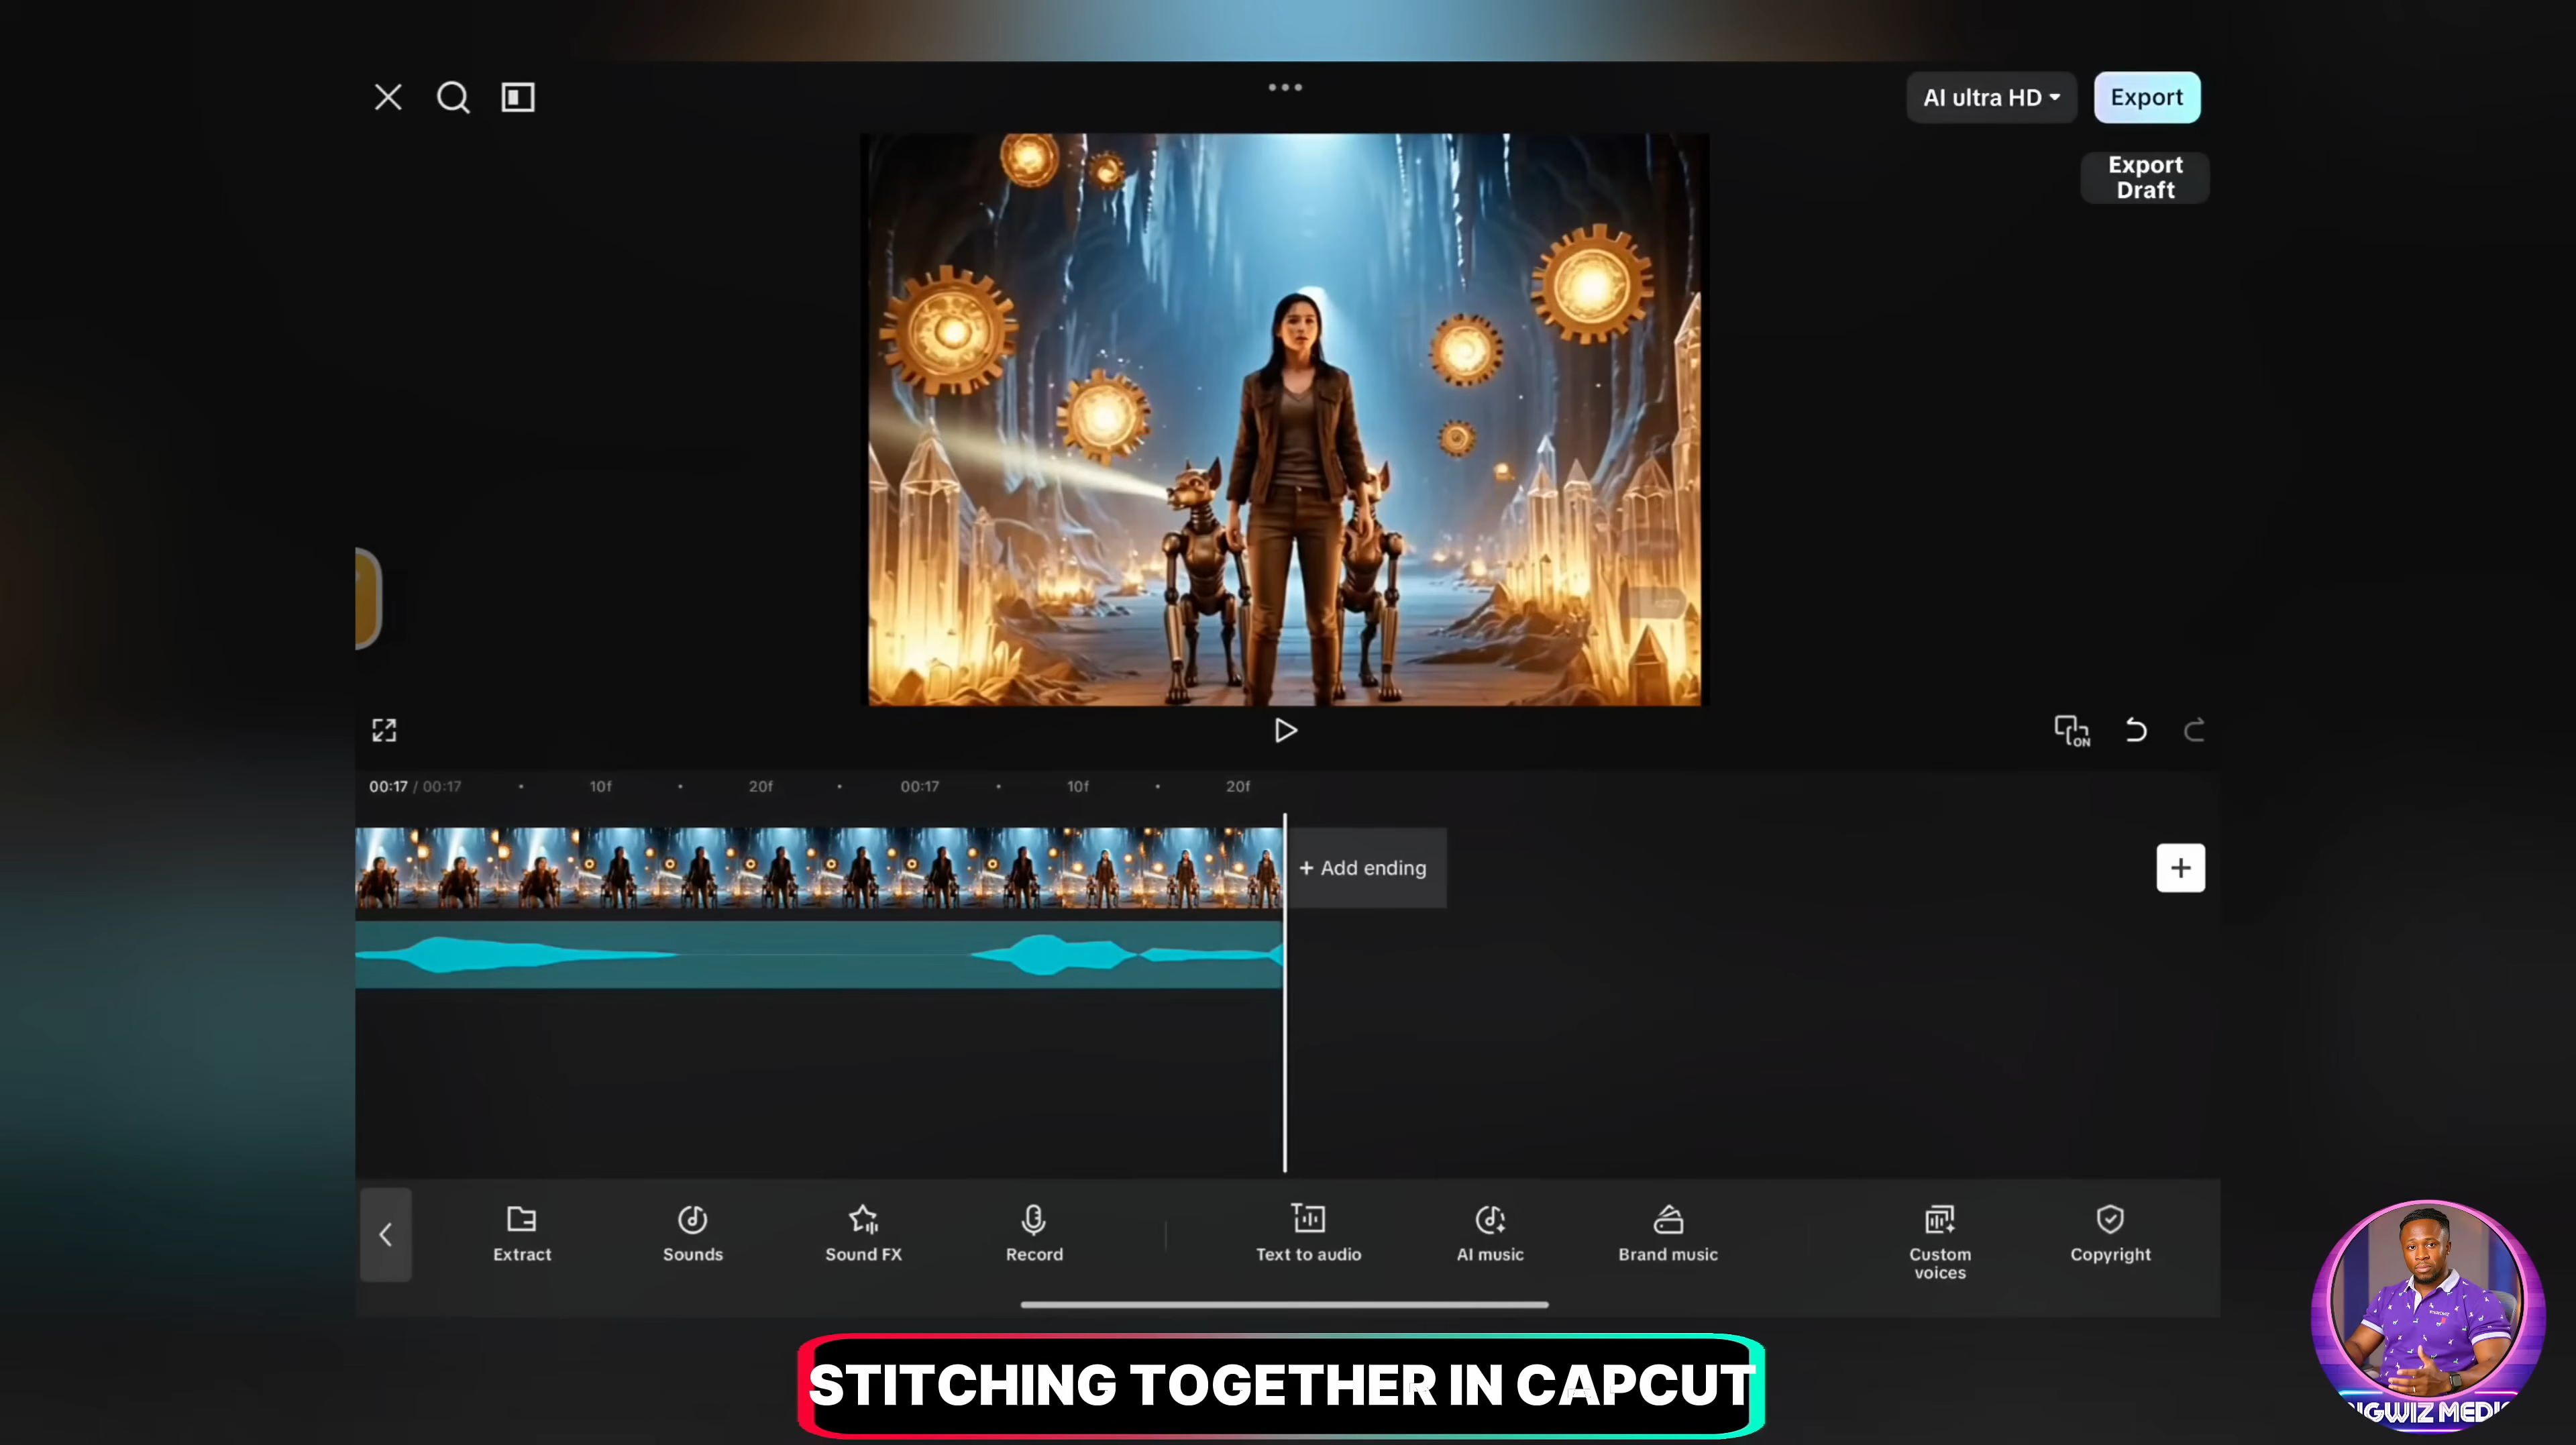 AI ultra HD
Export
Export
Draft
ON
00:17 / 00:17
10f
20f
00:17
10f
20f
+ Add ending
Extract
Sounds
Sound FX
Record
Text to audio
AI music
Brand music
Custom
voices
Copyright
STITCHING TOGETHER IN CAPCUT